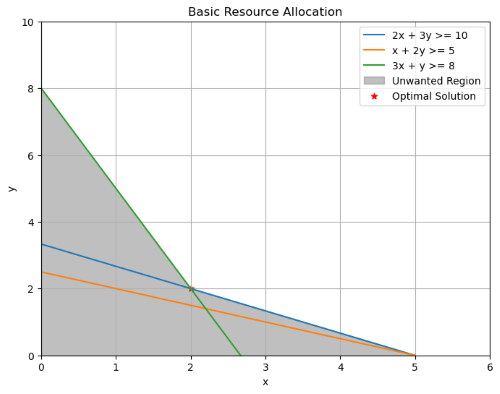 Basic Resource Allocation
2x + 3y >= 10
x + 2y >= 5
3x + y >= 8
Unwanted Region
Optimal Solution
10
8
6
4
2
0
y
0 1 2 3 4 5 6
x